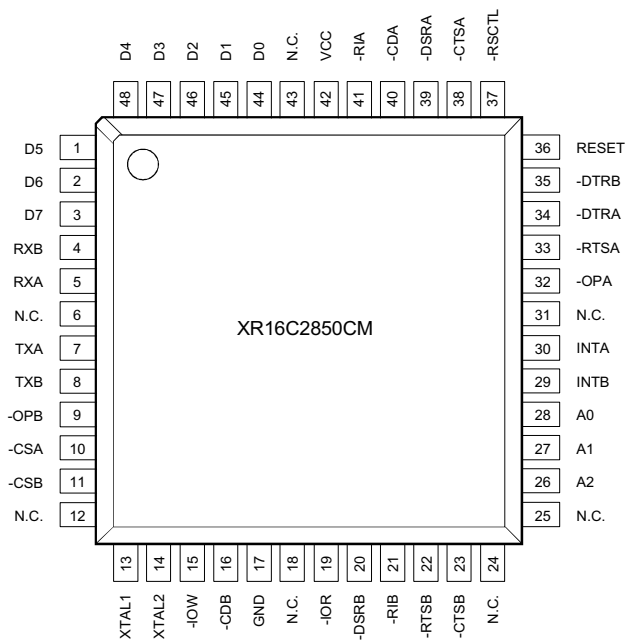 D4
D3
D2
D1
D0
N.C.
VCC
-RIA
-CDA
-DSRA
-CTSA
-RSCTL
48
47
46
45
44
43
42
41
40
39
38
37
D5 1
D6 2
D7 3
RXB 4
RXA 5
N.C. 6
TXA 7
TXB 8
-OPB 9
-CSA 10
-CSB 11
N.C. 12
XR16C2850CM
36 RESET
35 -DTRB
34 -DTRA
33 -RTSA
32 -OPA
31 N.C.
30 INTA
29 INTB
28 A0
27 A1
26 A2
25 N.C.
13
14
15
16
17
18
19
20
21
22
23
24
XTAL1
XTAL2
-IOW
-CDB
GND
N.C.
-IOR
-DSRB
-RIB
-RTSB
-CTSB
N.C.